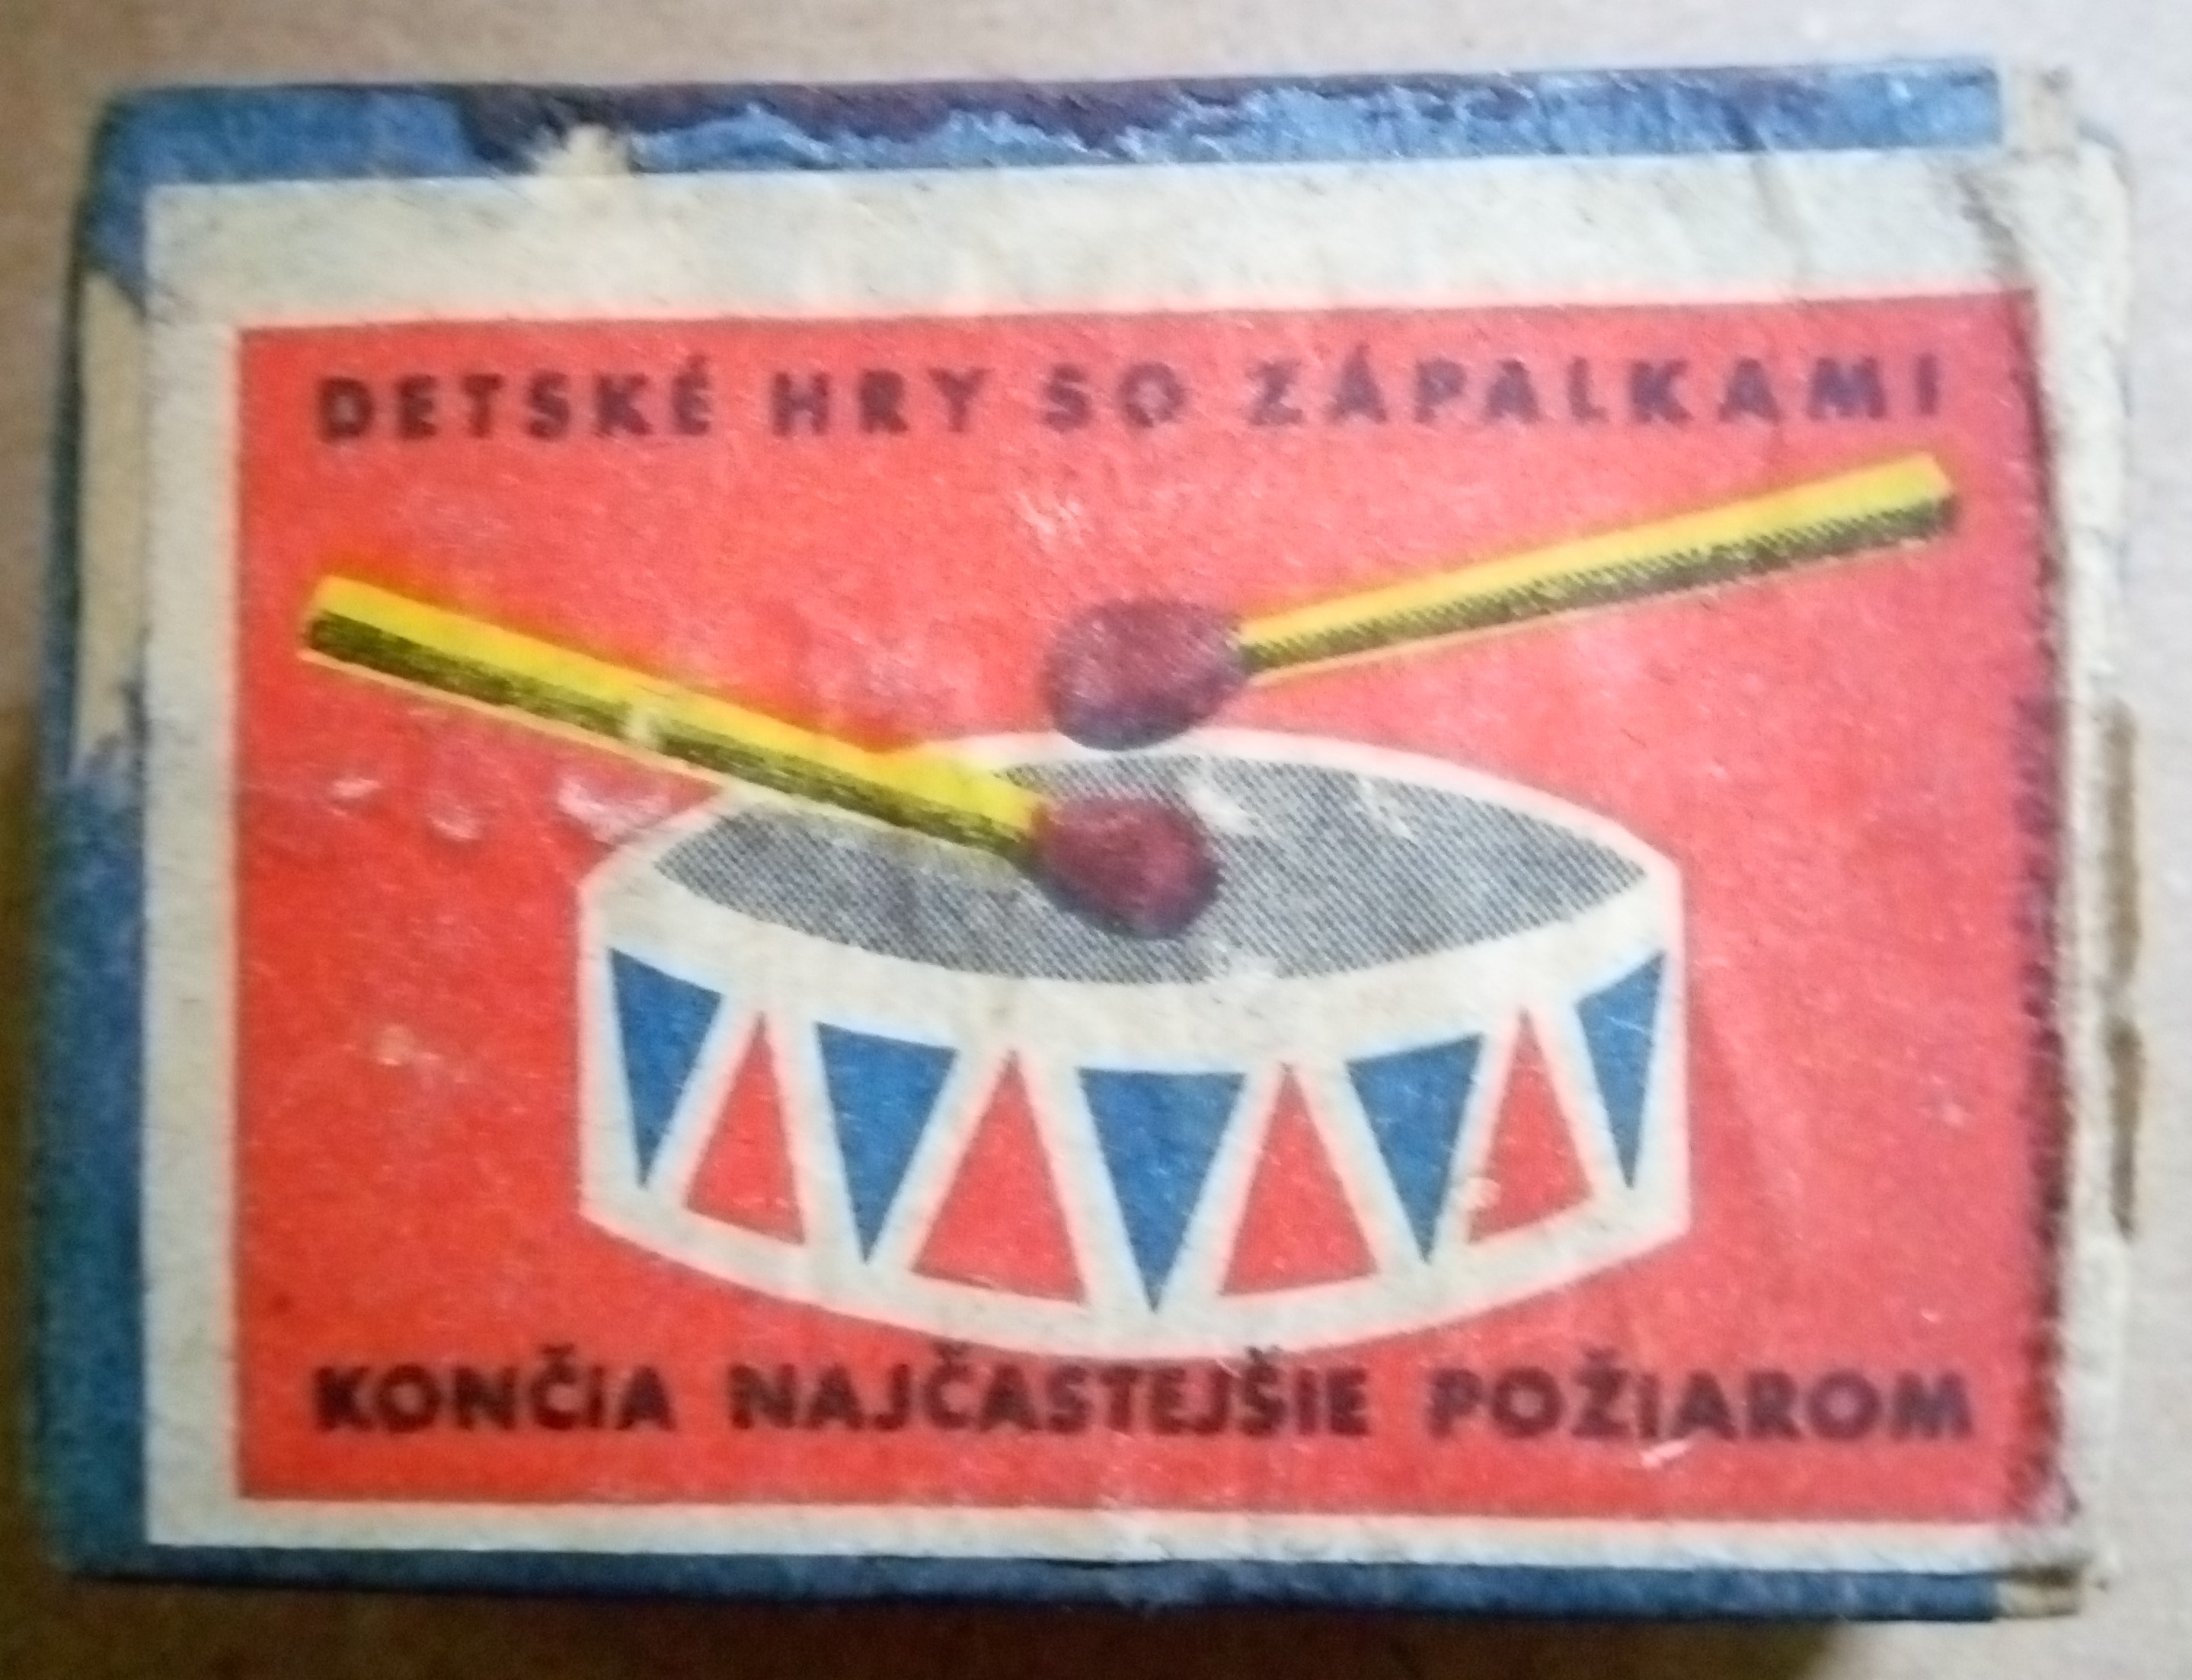 DETSKÉ HRY SO ZÁPALKAMI
KONČIA NAJČASTEJŠIE POŽIAROM